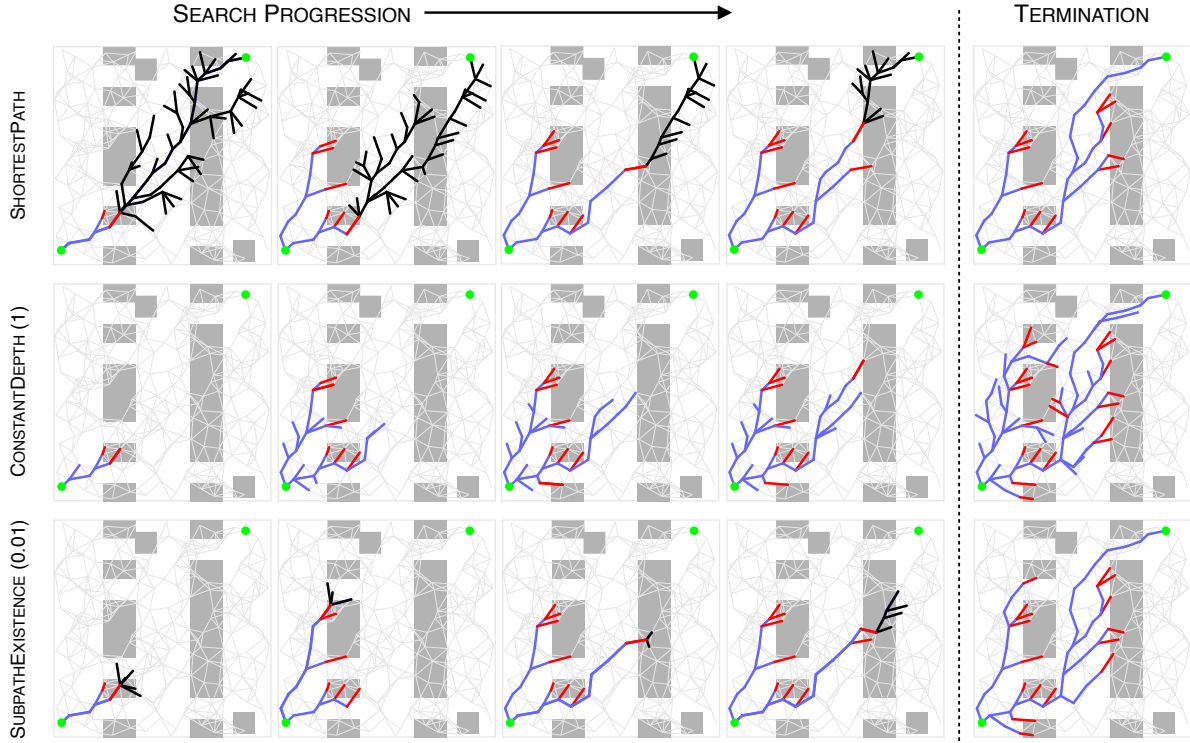 SEARCH PROGRESSION
TERMINATION
SHORTESTPATH
CONSTANTDEPTH (1)
SUBPATHEXISTENCE (0.01)